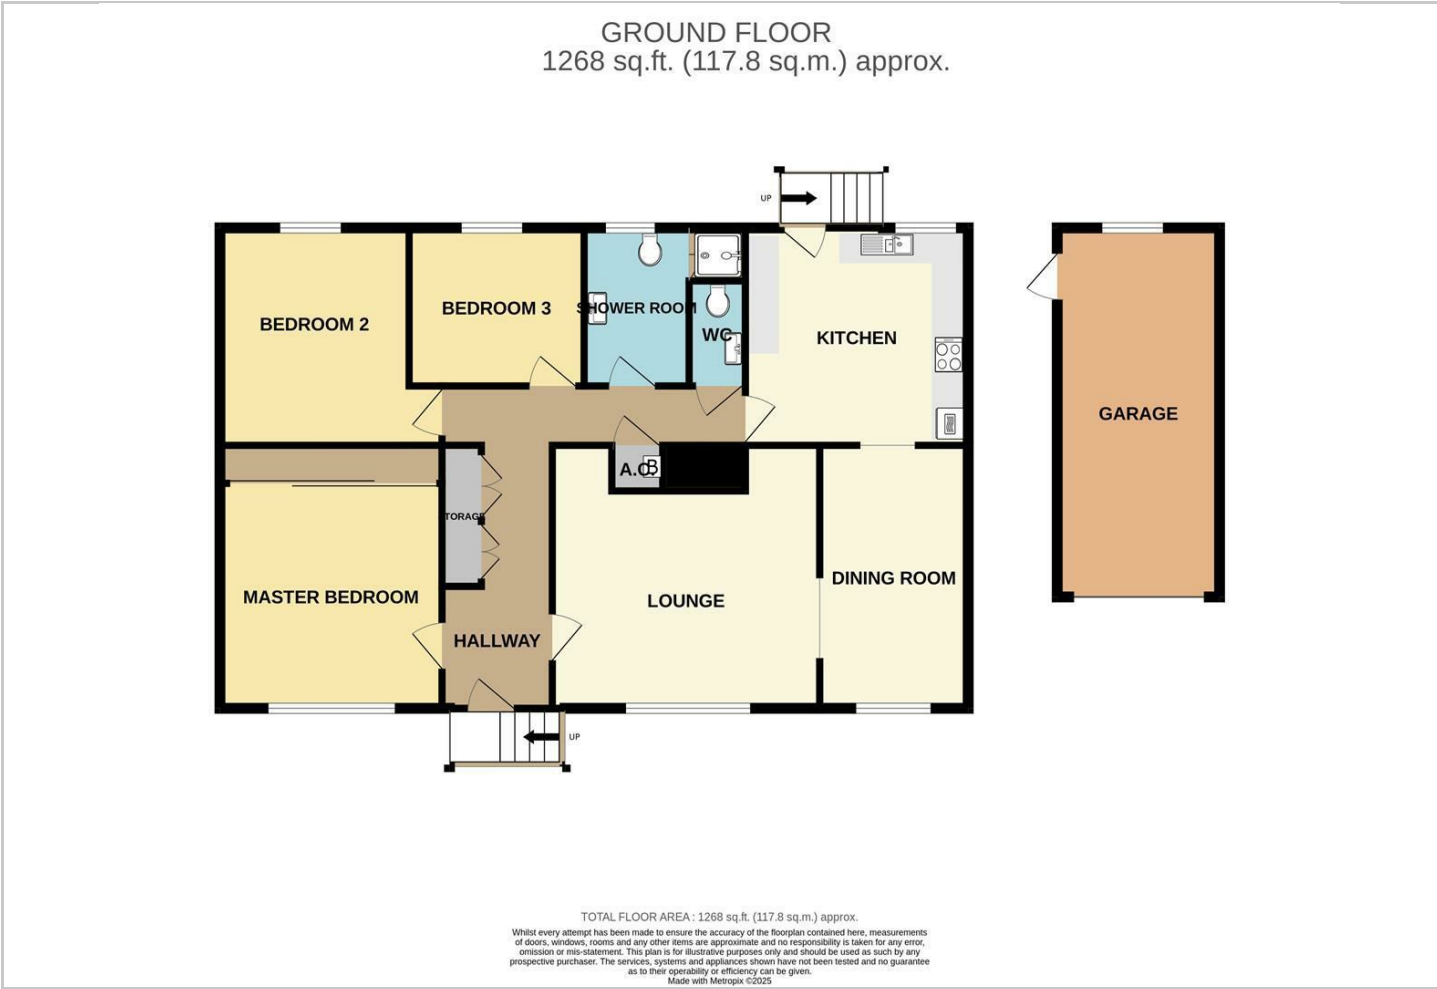 GROUND FLOOR
1268 sq.ft. (117.8 sq.m.) approx.
UP
BEDROOM 2
BEDROOM 3
SHOWER ROOM
WC
KITCHEN
GARAGE
A.C.
B
TORAGE
MASTER BEDROOM
HALLWAY
LOUNGE
DINING ROOM
UP
TOTAL FLOOR AREA : 1268 sq.ft. (117.8 sq.m.) approx.
Whilst every attempt has been made to ensure the accuracy of the floorplan contained here, measurements
of doors, windows, rooms and any other items are approximate and no responsibility is taken for any error,
omission or mis-statement. This plan is for illustrative purposes only and should be used as such by any
prospective purchaser. The services, systems and appliances shown have not been tested and no guarantee
as to their operability or efficiency can be given.
Made with Metropix ©2025